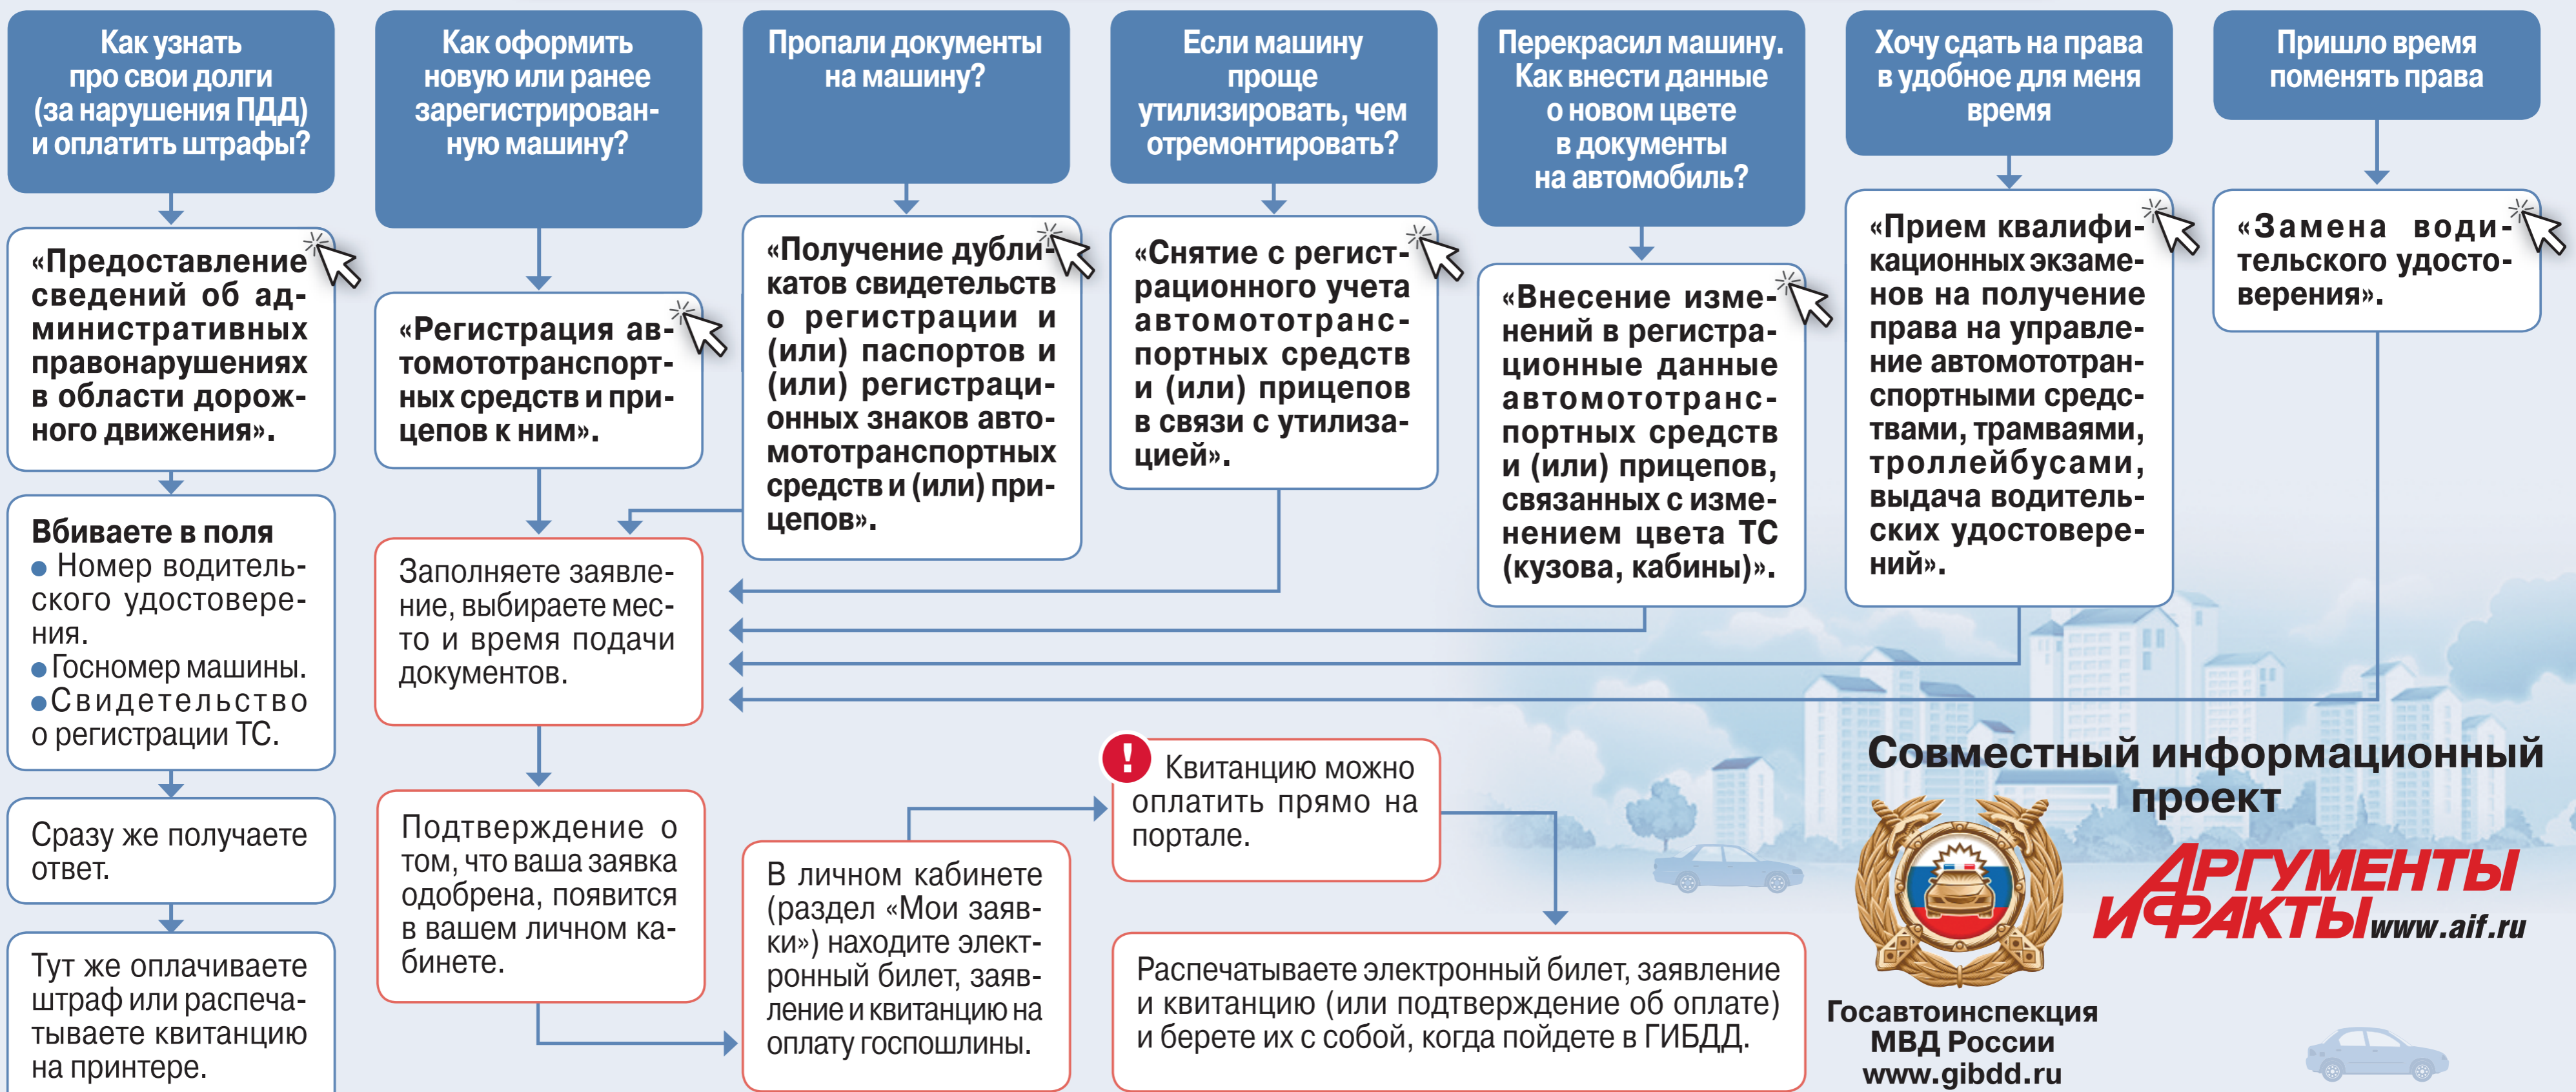 Как узнать
про свои долги
(за нарушения ПДД)
и оплатить штрафы?
«Предоставление
сведений об ад-
министративных
правонарушениях
в области дорож-
ного движения».
Вбиваете в поля
● Номер водитель-
ского удостовере-
ния.
● Госномер машины.
● Свидетельство
о регистрации ТС.
Сразу же получаете
ответ.
Тут же оплачиваете
штраф или распеча-
тываете квитанцию
на принтере.
Как оформить
новую или ранее
зарегистрирован-
ную машину?
«Регистрация ав-
томототранспорт-
ных средств и при-
цепов к ним».
Заполняете заявле-
ние, выбираете мес-
то и время подачи
документов.
Подтверждение о
том, что ваша заявка
одобрена, появится
в вашем личном ка-
бинете.
Пропали документы
на машину?
«Получение дубли-
катов свидетельств
о регистрации и
(или) паспортов и
(или) регистраци-
онных знаков авто-
мототранспортных
средств и (или) при-
цепов».
В личном кабинете
(раздел «Мои заяв-
ки») находите элект-
ронный билет, заяв-
ление и квитанцию на
оплату госпошлины.
Если машину
проще
утилизировать, чем
отремонтировать?
«Снятие с регист-
рационного учета
автомототранс-
портных средств
и (или) прицепов
в связи с утилиза-
цией».
! Квитанцию можно
оплатить прямо на
портале.
Распечатываете электронный билет, заявление
и квитанцию (или подтверждение об оплате)
и берете их с собой, когда пойдете в ГИБДД.
Перекрасил машину.
Как внести данные
о новом цвете
в документы
на автомобиль?
«Внесение изме-
нений в регистра-
ционные данные
автомототранс-
портных средств
и (или) прицепов,
связанных с изме-
нением цвета ТС
(кузова, кабины)».
Хочу сдать на права
в удобное для меня
время
«Прием квалифи-
кационных экзаме-
нов на получение
права на управле-
ние автомототран-
спортными средс-
твами, трамваями,
троллейбусами,
выдача водитель-
ских удостовере-
ний».
Пришло время
поменять права
«Замена води-
тельского удосто-
верения».
Совместный информационный
проект
АРГУМЕНТЫ
И ФАКТЫ www.aif.ru
Госавтоинспекция
МВД России
www.gibdd.ru